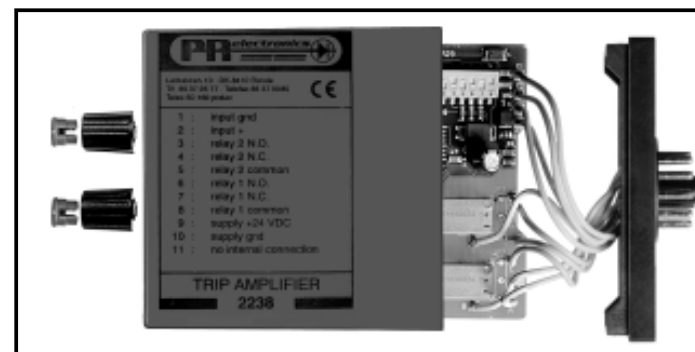 PR electronics
CE
1 : input gnd
2 : input +
3 : relay 2 N.O.
4 : relay 2 N.C.
5 : relay 2 common
6 : relay 1 N.O.
7 : relay 1 N.C.
8 : relay 1 common
9 : supply +24 VDC
10 : supply gnd
11 : no internal connection
TRIP AMPLIFIER
2238